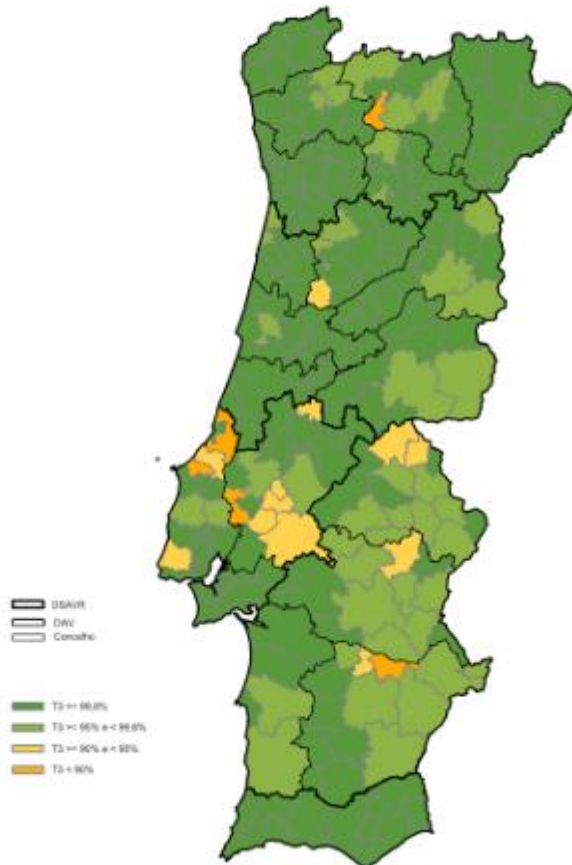 DSAVR
DAV
Concelho
T3 >= 99,8%
T3 >= 95% e < 99,8%
T3 >= 90% e < 95%
T3 < 90%